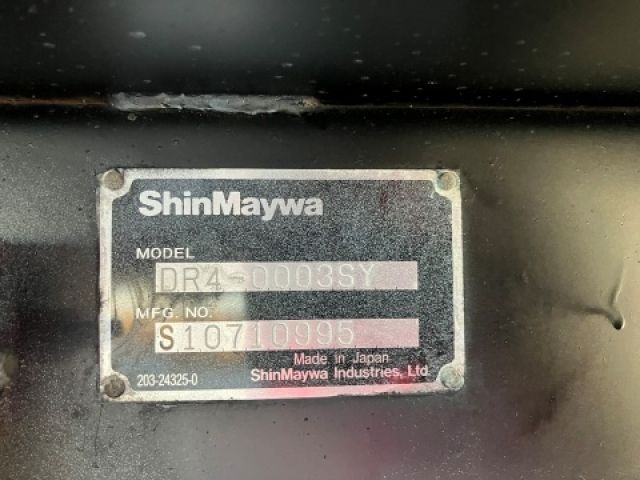 ShinMaywa
MODEL
DR4-0003SY
MFG. NO.
S10710995
Made in Japan
203-24325-0
ShinMaywa Industries, Ltd.